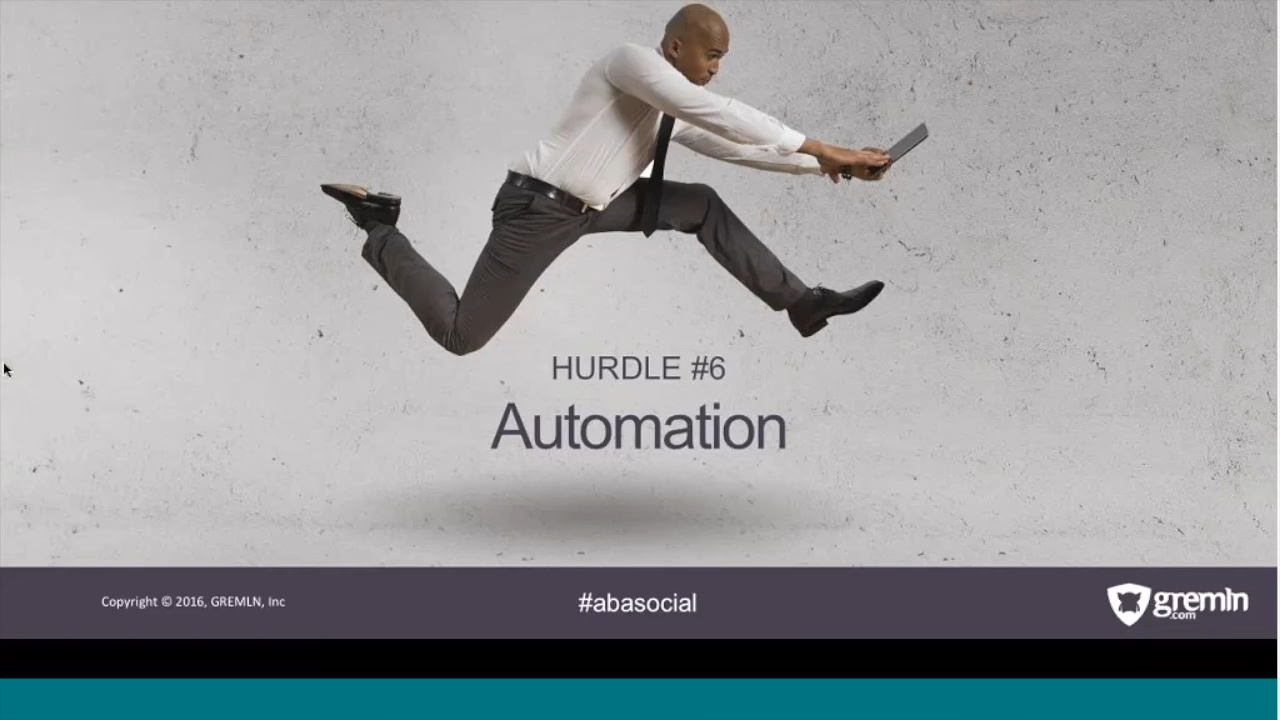 HURDLE #6
Automation
Copyright © 2016, GREMLN, Inc
#abasocial
gremln
.com